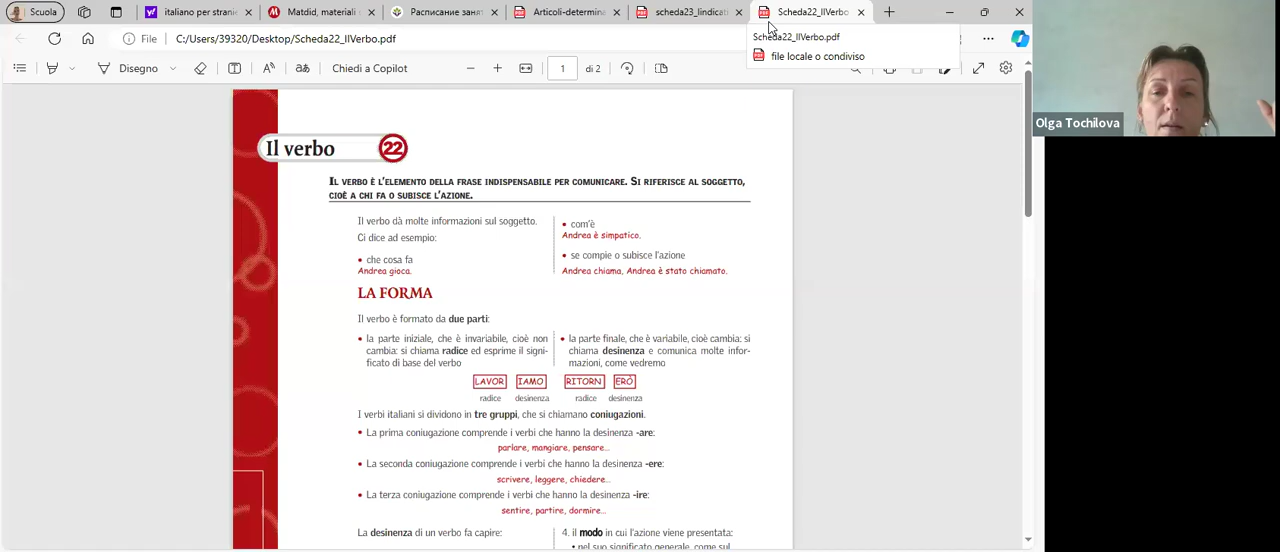 Scuola
italiano per stranie
Matdid, materiali
Расписание занят
Articoli-determina
scheda23_lindicati
Scheda22_IlVerbo
File
C:/Users/39320/Desktop/Scheda22_IlVerbo.pdf
Scheda22_IlVerbo.pdf
file locale o condiviso
Disegno
aあ
Chiedi a Copilot
1
di 2
Olga Tochilova
Il verbo 22
IL VERBO È L'ELEMENTO DELLA FRASE INDISPENSABILE PER COMUNICARE. SI RIFERISCE AL SOGGETTO,
CIOÈ A CHI FA O SUBISCE L'AZIONE.
Il verbo dà molte informazioni sul soggetto.
Ci dice ad esempio:
• che cosa fa
Andrea gioca.
• com'è
Andrea è simpatico.
• se compie o subisce l'azione
Andrea chiama, Andrea è stato chiamato.
LA FORMA
Il verbo è formato da due parti:
• la parte iniziale, che è invariabile, cioè non
cambia: si chiama radice ed esprime il signi-
ficato di base del verbo
• la parte finale, che è variabile, cioè cambia: si
chiama desinenza e comunica molte infor-
mazioni, come vedremo
LAVOR IAMO RITORN ERÒ
radice desinenza radice desinenza
I verbi italiani si dividono in tre gruppi, che si chiamano coniugazioni.
• La prima coniugazione comprende i verbi che hanno la desinenza -are:
parlare, mangiare, pensare...
• La seconda coniugazione comprende i verbi che hanno la desinenza -ere:
scrivere, leggere, chiedere...
• La terza coniugazione comprende i verbi che hanno la desinenza -ire:
sentire, partire, dormire...
La desinenza di un verbo fa capire:
4. il modo in cui l'azione viene presentata:
• nel suo significato generale, come sul